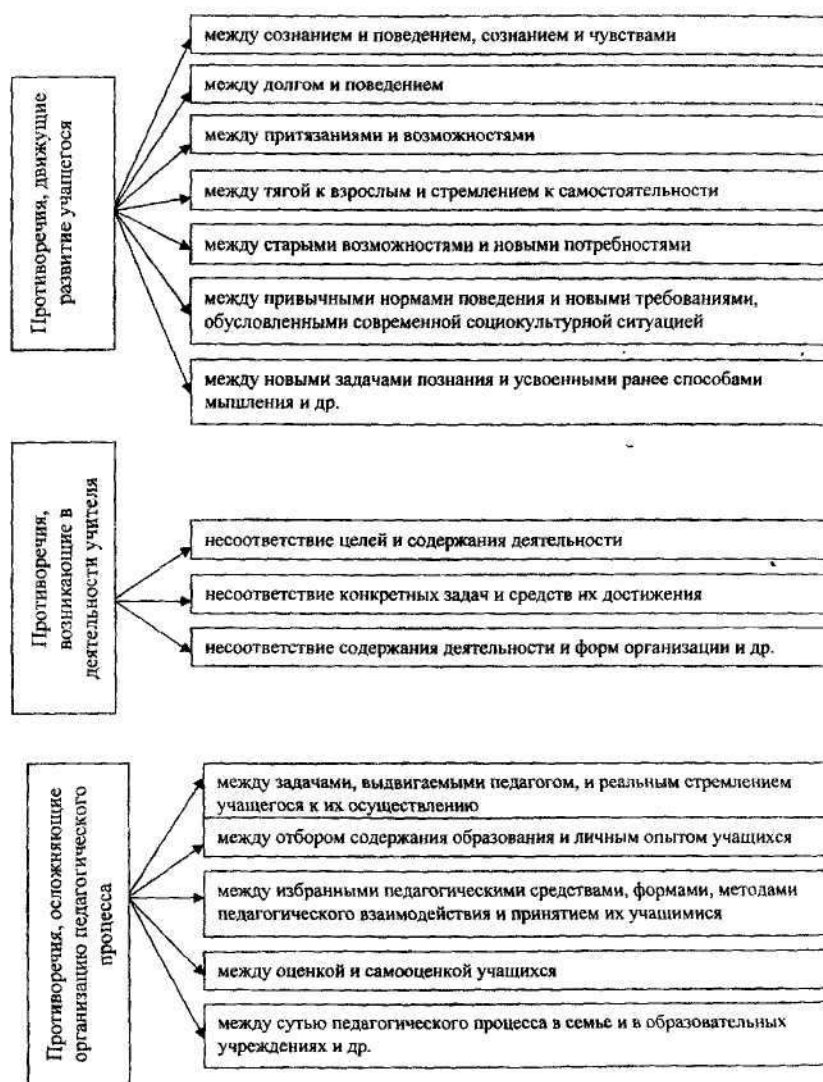 Противоречия, движущие
развитие учащегося
между сознанием и поведением, сознанием и чувствами
между долгом и поведением
между притязаниями и возможностями
между тягой к взрослым и стремлением к самостоятельности
между старыми возможностями и новыми потребностями
между привычными нормами поведения и новыми требованиями,
обусловленными современной социокультурной ситуацией
между новыми задачами познания и усвоенными ранее способами
мышления и др.
Противоречия,
возникающие в
деятельности учителя
несоответствие целей и содержания деятельности
несоответствие конкретных задач и средств их достижения
несоответствие содержания деятельности и форм организации и др.
Противоречия, осложняющие
организацию педагогического
процесса
между задачами, выдвигаемыми педагогом, и реальным стремлением
учащегося к их осуществлению
между отбором содержания образования и личным опытом учащихся
между избранными педагогическими средствами, формами, методами
педагогического взаимодействия и принятием их учащимися
между оценкой и самооценкой учащихся
между сутью педагогического процесса в семье и в образовательных
учреждениях и др.